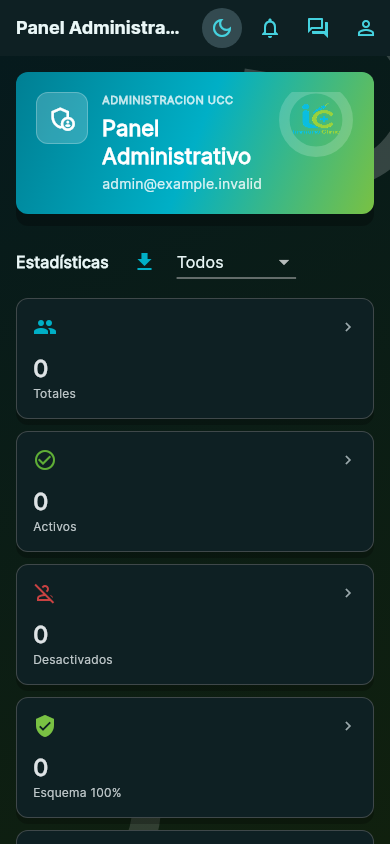 Panel Administra...
ADMINISTRACION UCC
Panel
Administrativo
admin@example.invalid
Estadísticas
Todos
0
Totales
0
Activos
0
Desactivados
0
Esquema 100%